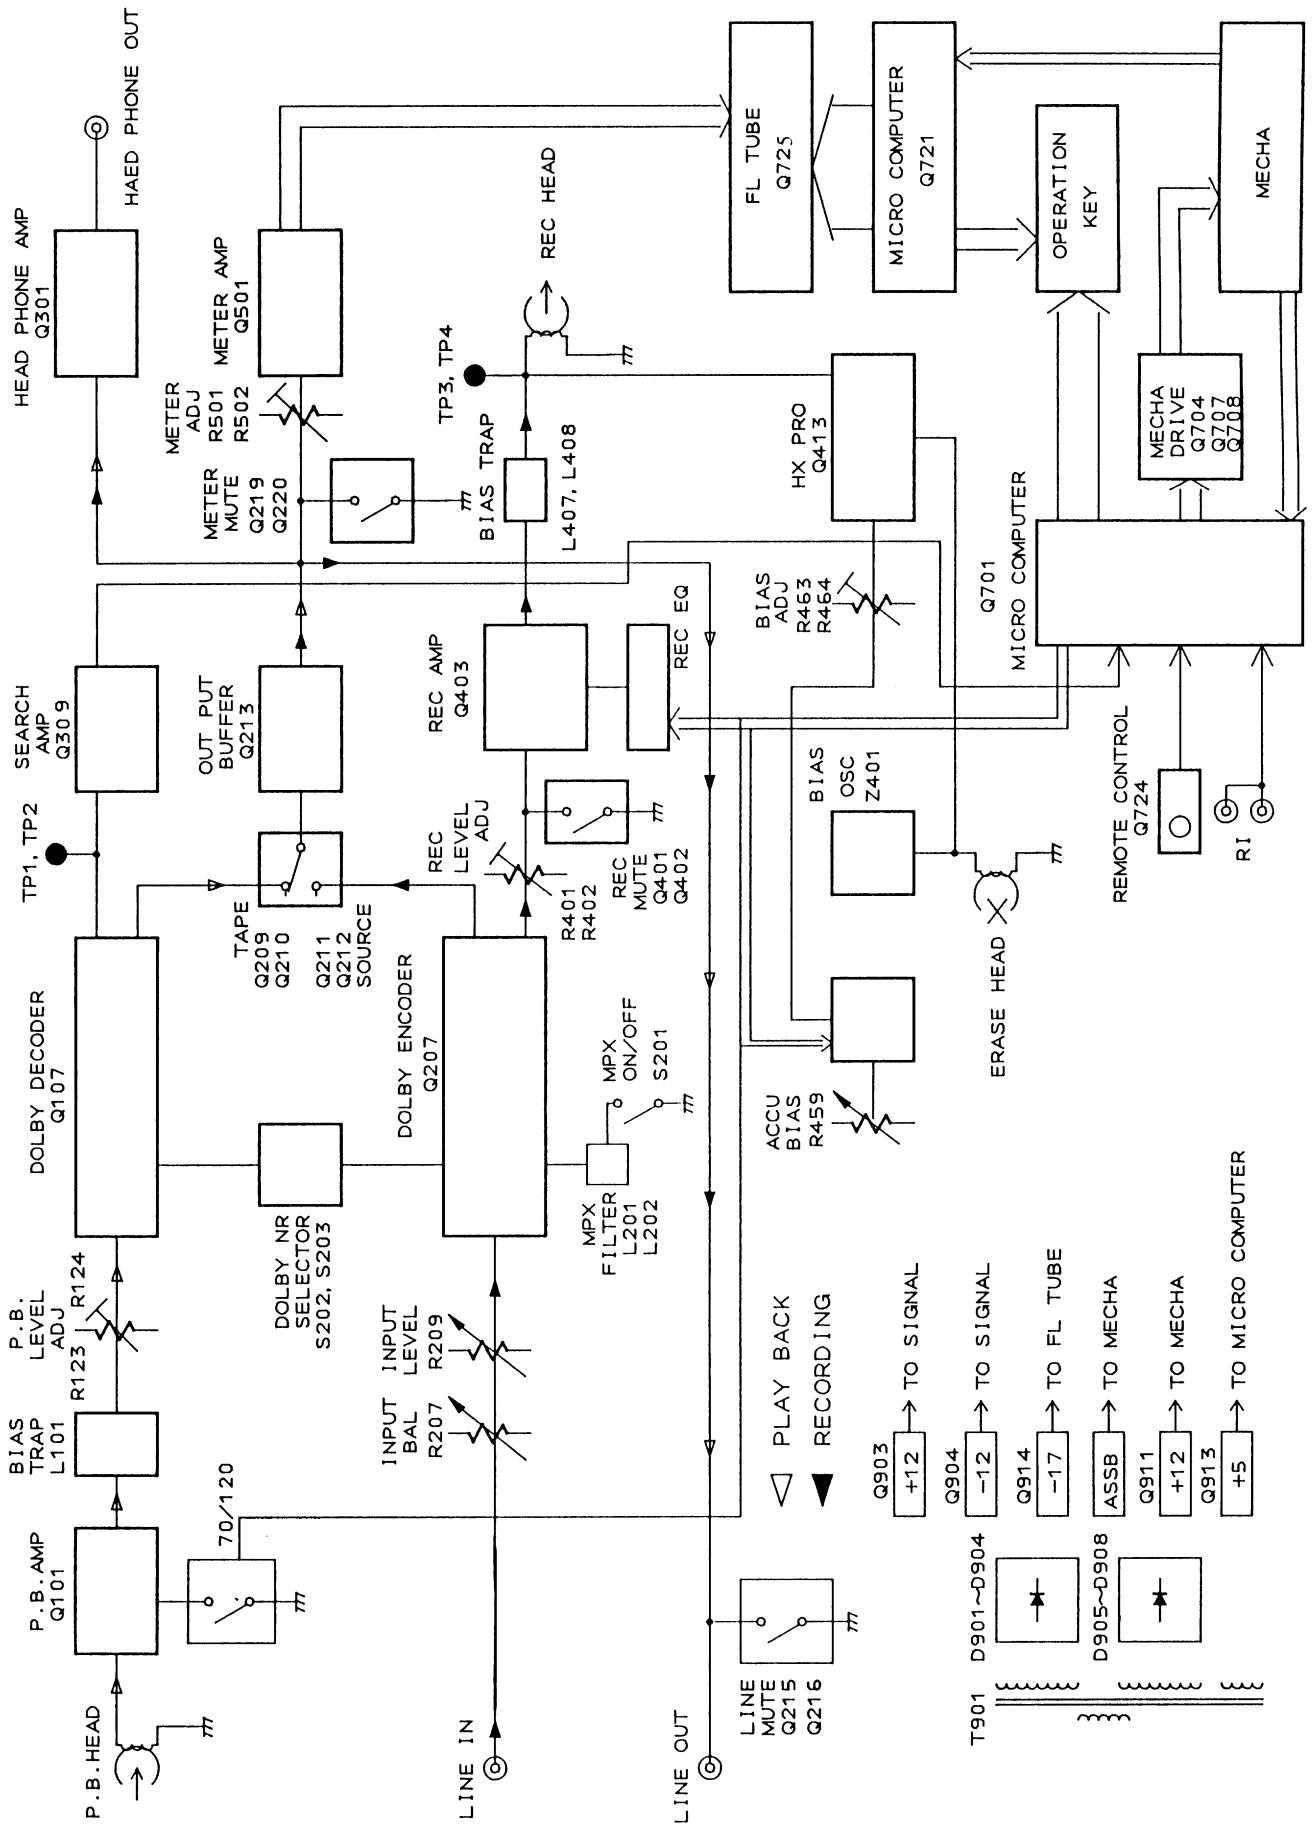 P.B.HEAD
P.B.AMP
Q101
70/120
BIAS
TRAP
L101
P.B.
LEVEL
ADJ
R123 R124
DOLBY DECODER
Q107
TP1, TP2
SEARCH
AMP
Q309
HEAD PHONE AMP
Q301
HAED PHONE OUT
DOLBY NR
SELECTOR
S202, S203
TAPE
Q209
Q210
Q211
Q212
SOURCE
OUT PUT
BUFFER
Q213
METER
MUTE
Q219
Q220
METER
ADJ
R501
R502
METER AMP
Q501
LINE IN
INPUT
BAL
R207
INPUT
LEVEL
R209
DOLBY ENCODER
Q207
MPX
FILTER
L201
L202
MPX
ON/OFF
S201
REC
LEVEL
ADJ
R401
R402
REC
MUTE
Q401
Q402
REC AMP
Q403
REC EQ
BIAS TRAP
L407, L408
TP3, TP4
REC HEAD
LINE OUT
LINE
MUTE
Q215
Q216
PLAY BACK
RECORDING
ACCU
BIAS
R459
BIAS
OSC
Z401
ERASE HEAD
BIAS
ADJ
R463
R464
HX PRO
Q413
FL TUBE
Q725
MICRO COMPUTER
Q721
OPERATION
KEY
MECHA
MECHA
DRIVE
Q704
Q707
Q708
Q701
MICRO COMPUTER
REMOTE CONTROL
Q724
RI
T901
D901~D904
D905~D908
Q903
+12
TO SIGNAL
Q904
-12
TO SIGNAL
Q914
-17
TO FL TUBE
ASSB
TO MECHA
Q911
+12
TO MECHA
Q913
+5
TO MICRO COMPUTER